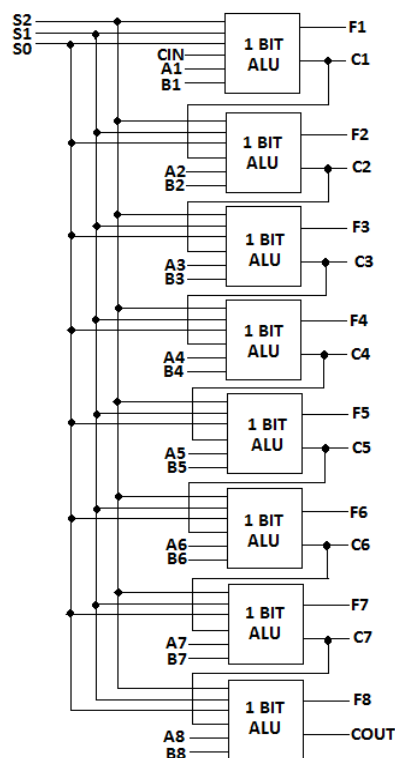 S2
S1
S0
CIN
A1
B1
1 BIT
ALU
F1
C1
A2
B2
1 BIT
ALU
F2
C2
A3
B3
1 BIT
ALU
F3
C3
A4
B4
1 BIT
ALU
F4
C4
A5
B5
1 BIT
ALU
F5
C5
A6
B6
1 BIT
ALU
F6
C6
A7
B7
1 BIT
ALU
F7
C7
A8
B8
1 BIT
ALU
F8
COUT